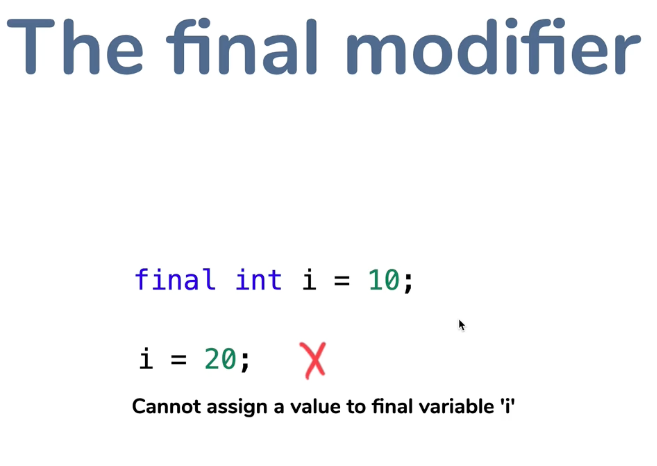 The final modifier
final int i = 10;
i = 20; X
Cannot assign a value to final variable 'i'